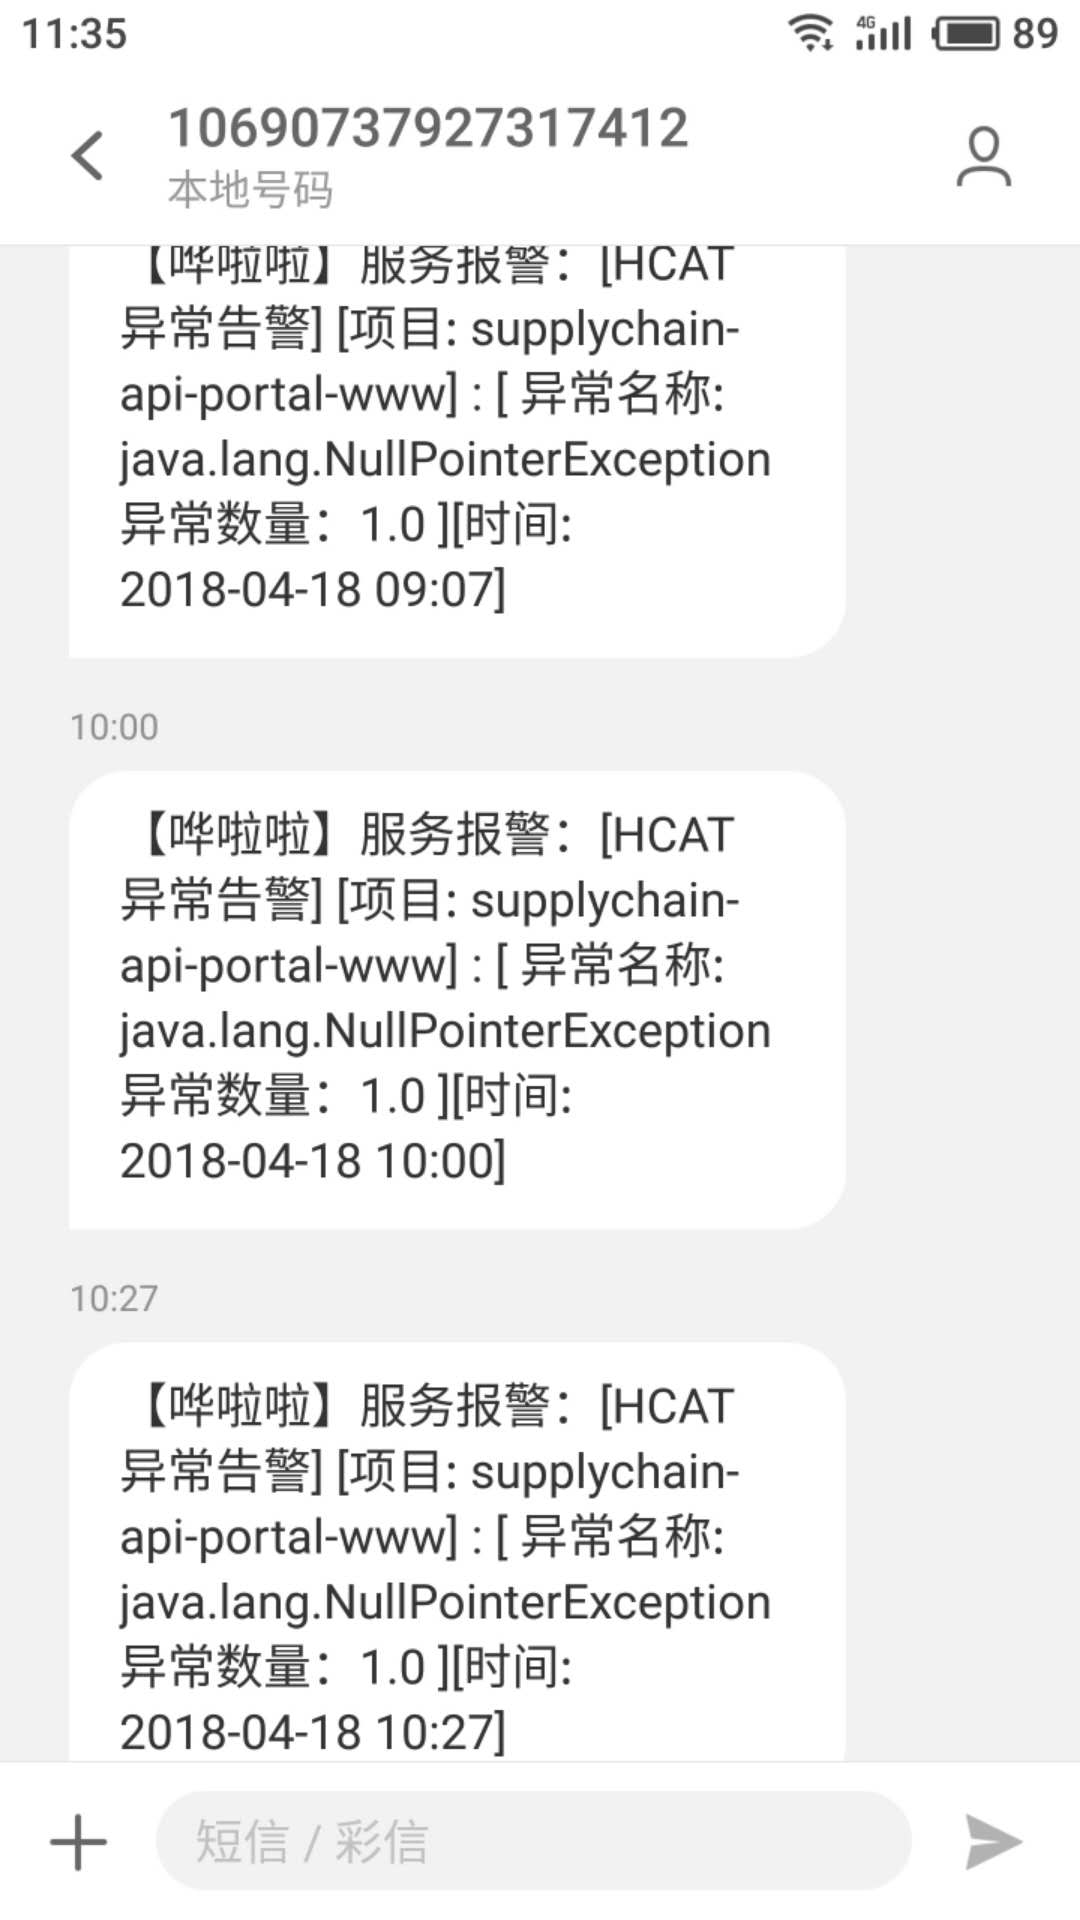 11:35
4G
89
10690737927317412
本地号码
【哗啦啦】服务报警：[HCAT
异常告警] [项目: supplychain-
api-portal-www] : [ 异常名称:
java.lang.NullPointerException
异常数量：1.0 ][时间:
2018-04-18 09:07]
10:00
【哗啦啦】服务报警：[HCAT
异常告警] [项目: supplychain-
api-portal-www] : [ 异常名称:
java.lang.NullPointerException
异常数量：1.0 ][时间:
2018-04-18 10:00]
10:27
【哗啦啦】服务报警：[HCAT
异常告警] [项目: supplychain-
api-portal-www] : [ 异常名称:
java.lang.NullPointerException
异常数量：1.0 ][时间:
2018-04-18 10:27]
短信 / 彩信